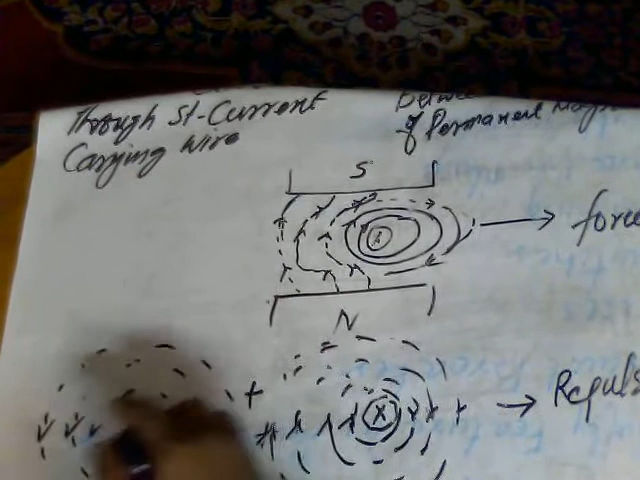 Through St-Current
Carrying wire
of Permanent
S
x
force
N
+
x
Repuls